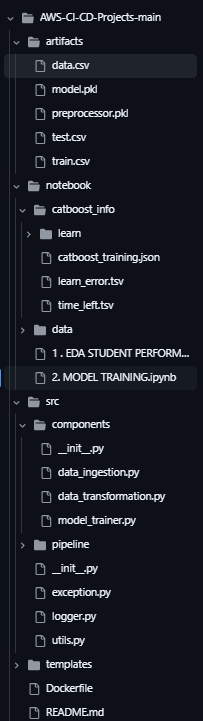 AWS-CI-CD-Projects-main
artifacts
data.csv
model.pkl
preprocessor.pkl
test.csv
train.csv
notebook
catboost_info
learn
catboost_training.json
learn_error.tsv
time_left.tsv
data
1 . EDA STUDENT PERFORM...
2. MODEL TRAINING.ipynb
src
components
__init__.py
data_ingestion.py
data_transformation.py
model_trainer.py
pipeline
__init__.py
exception.py
logger.py
utils.py
templates
Dockerfile
README.md